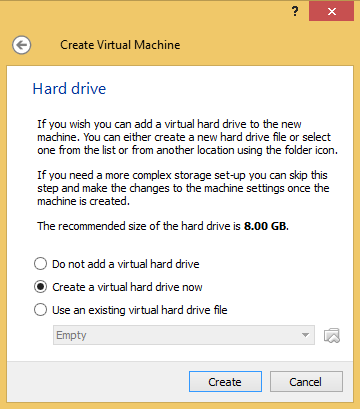 ?
Create Virtual Machine
Hard drive
If you wish you can add a virtual hard drive to the new
machine. You can either create a new hard drive file or select
one from the list or from another location using the folder icon.
If you need a more complex storage set-up you can skip this
step and make the changes to the machine settings once the
machine is created.
The recommended size of the hard drive is 8.00 GB.
Do not add a virtual hard drive
Create a virtual hard drive now
Use an existing virtual hard drive file
Empty
Create Cancel